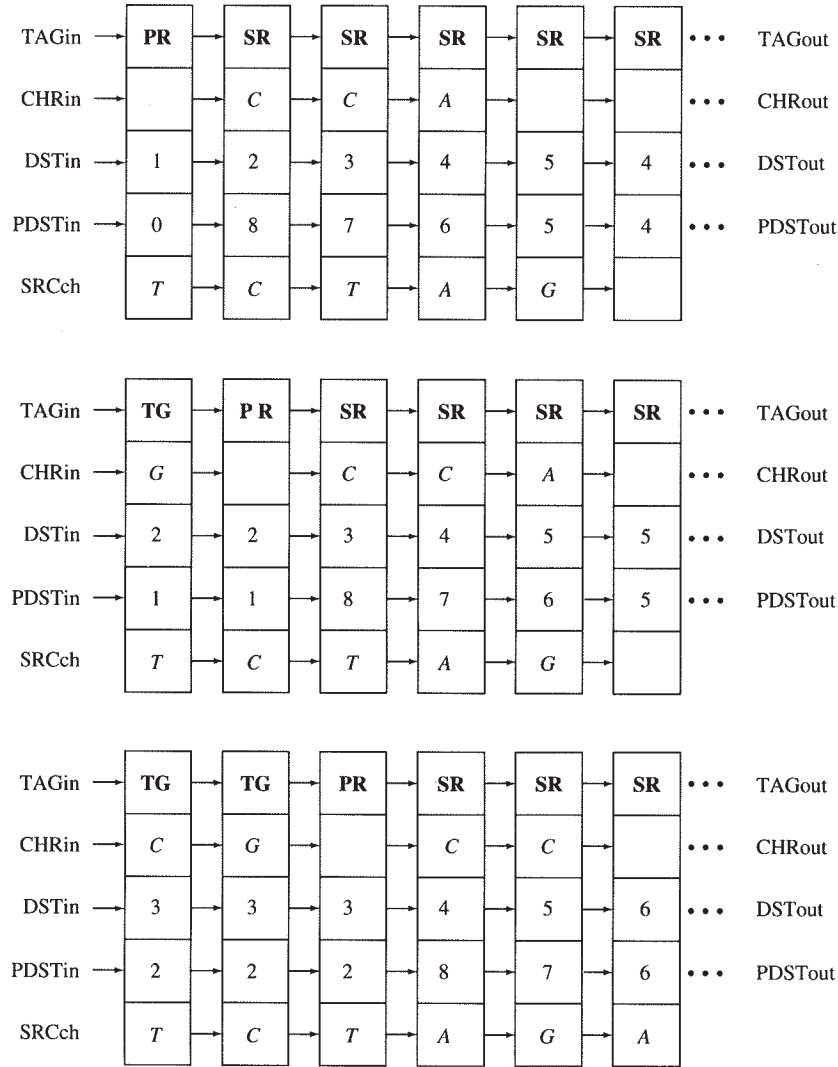 TAGin PR SR SR SR SR SR ••• TAGout
CHRin C C A ••• CHRout
DSTin 1 2 3 4 5 4 ••• DSTout
PDSTin 0 8 7 6 5 4 ••• PDSTout
SRCch T C T A G
TAGin TG P R SR SR SR SR ••• TAGout
CHRin G C C A ••• CHRout
DSTin 2 2 3 4 5 5 ••• DSTout
PDSTin 1 1 8 7 6 5 ••• PDSTout
SRCch T C T A G
TAGin TG TG PR SR SR SR ••• TAGout
CHRin C G C C ••• CHRout
DSTin 3 3 3 4 5 6 ••• DSTout
PDSTin 2 2 2 8 7 6 ••• PDSTout
SRCch T C T A G A